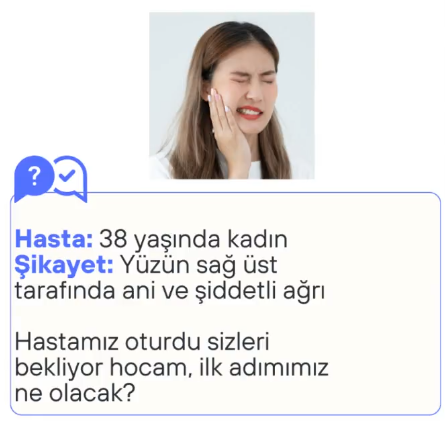 ?
Hasta: 38 yaşında kadın
Şikayet: Yüzün sağ üst
tarafında ani ve şiddetli ağrı
Hastamız oturdu sizleri
bekliyor hocam, ilk adımımız
ne olacak?